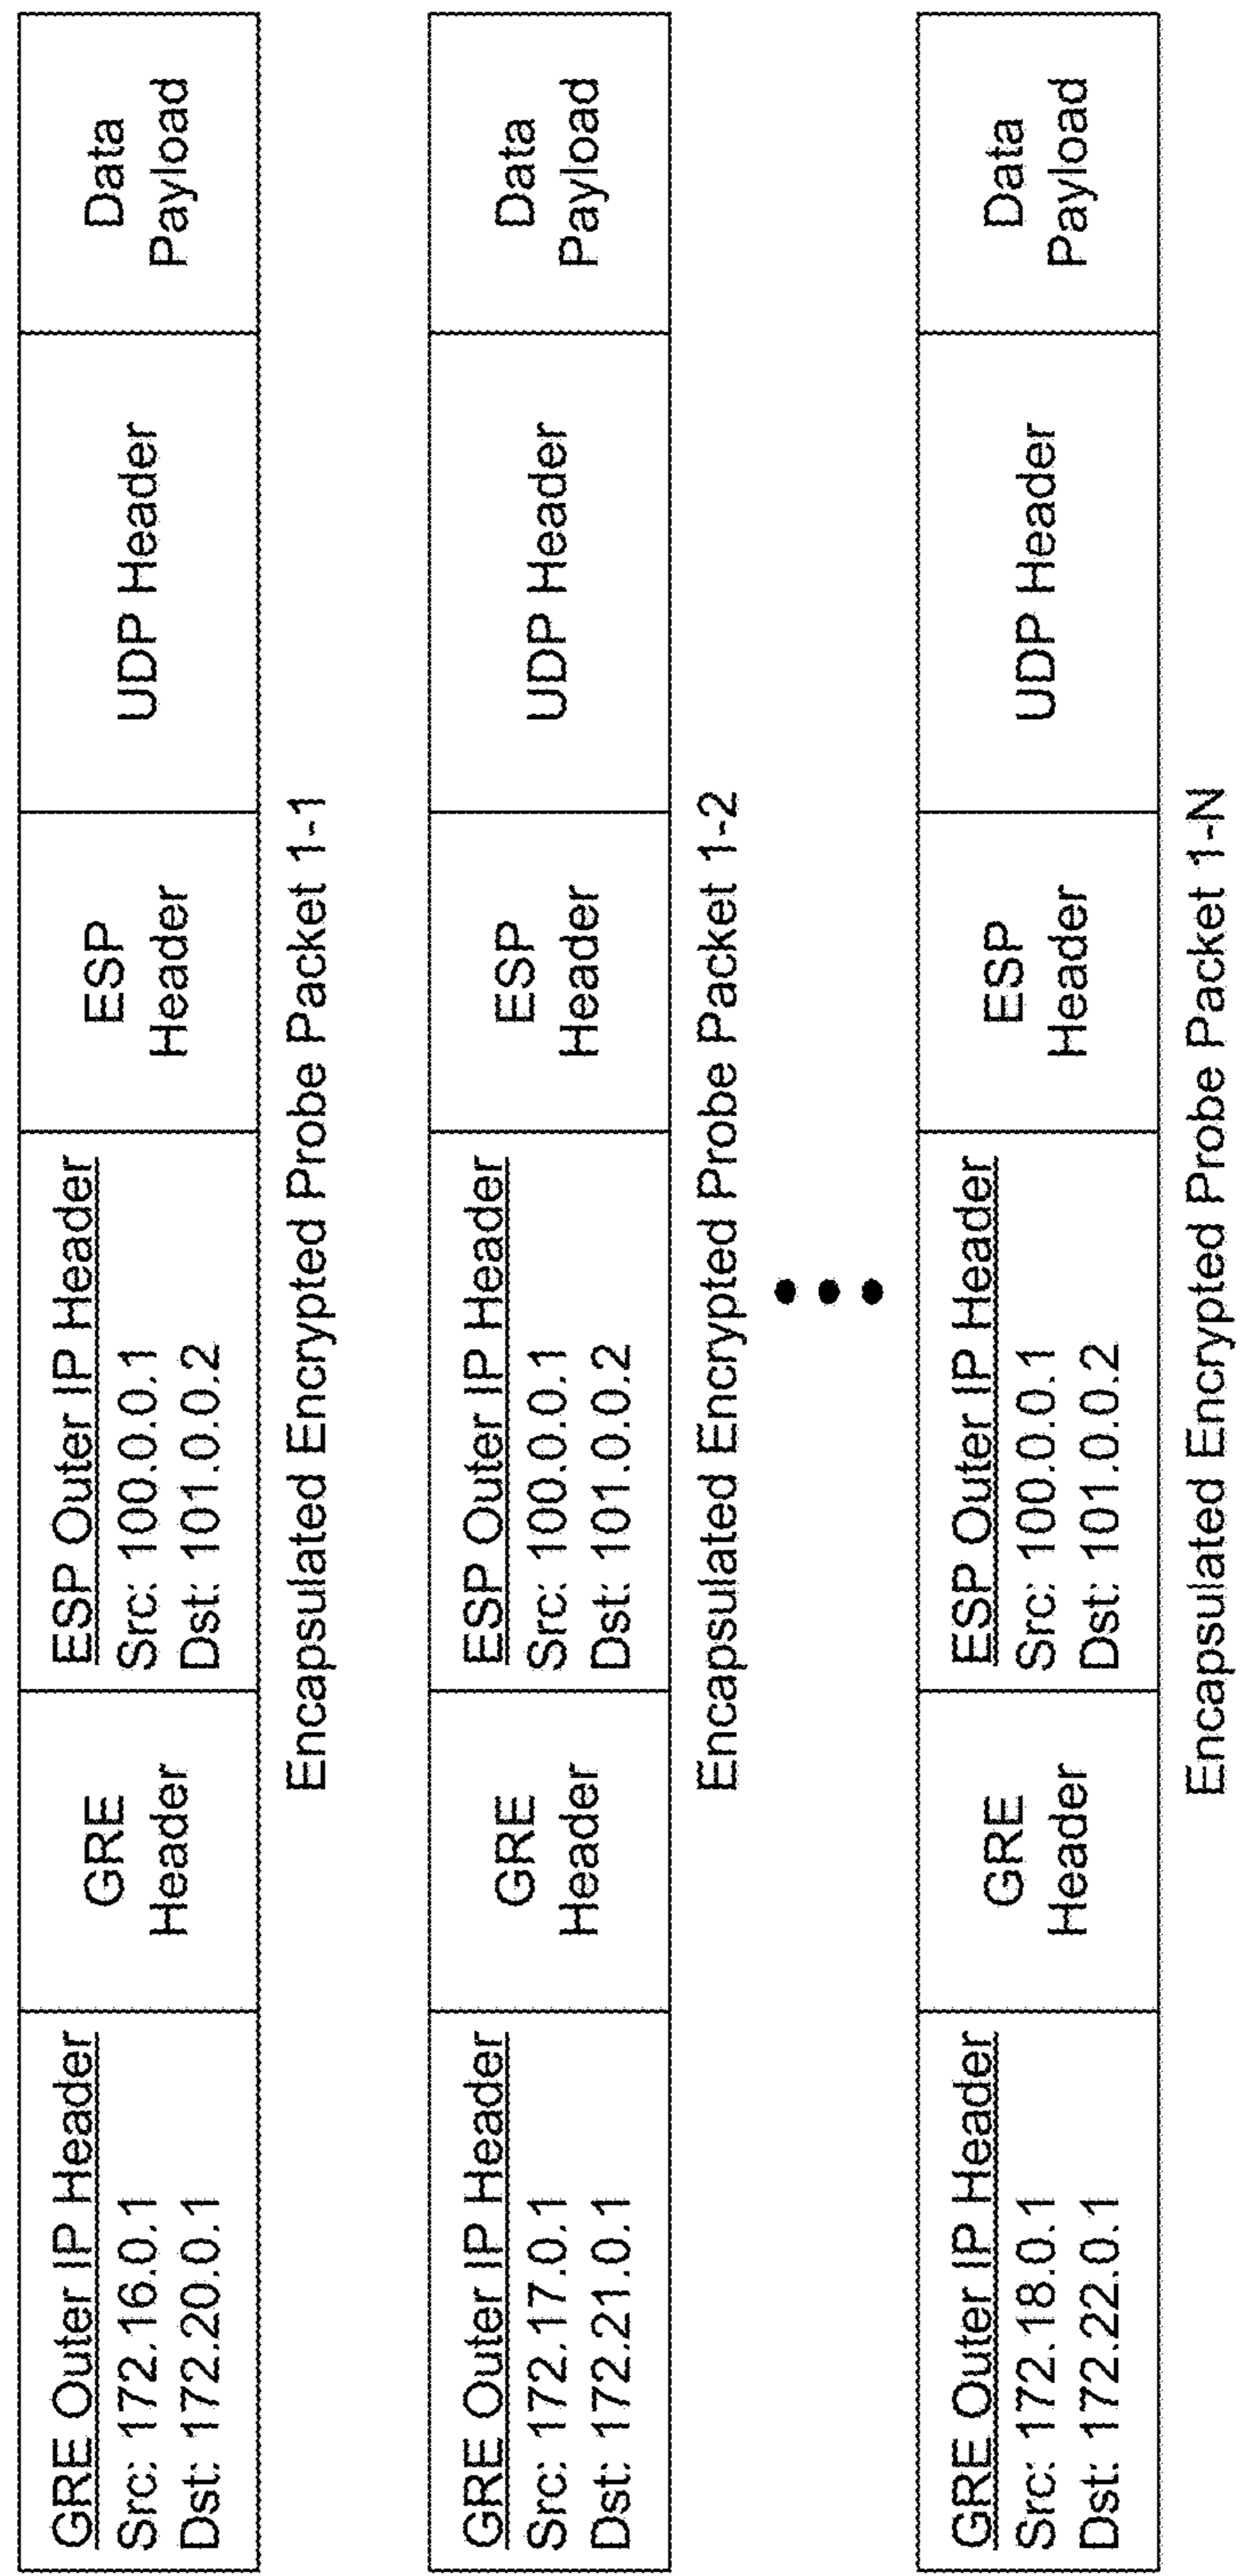 GRE Outer IP Header
Src: 172.16.0.1
Dst: 172.20.0.1
GRE
Header
ESP Outer IP Header
Src: 100.0.0.1
Dst: 101.0.0.2
ESP
Header
UDP Header
Data
Payload
Encapsulated Encrypted Probe Packet 1-1
GRE Outer IP Header
Src: 172.17.0.1
Dst: 172.21.0.1
GRE
Header
ESP Outer IP Header
Src: 100.0.0.1
Dst: 101.0.0.2
ESP
Header
UDP Header
Data
Payload
Encapsulated Encrypted Probe Packet 1-2
GRE Outer IP Header
Src: 172.18.0.1
Dst: 172.22.0.1
GRE
Header
ESP Outer IP Header
Src: 100.0.0.1
Dst: 101.0.0.2
ESP
Header
UDP Header
Data
Payload
Encapsulated Encrypted Probe Packet 1-N